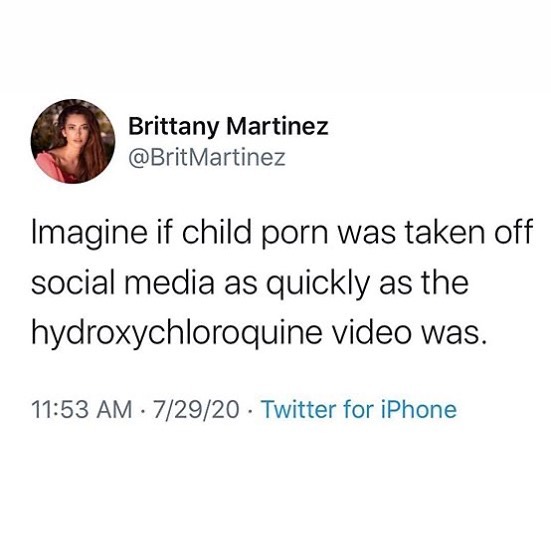 Brittany Martinez
@BritMartinez
Imagine if child porn was taken off
social media as quickly as the
hydroxychloroquine video was.
11:53 AM · 7/29/20 · Twitter for iPhone